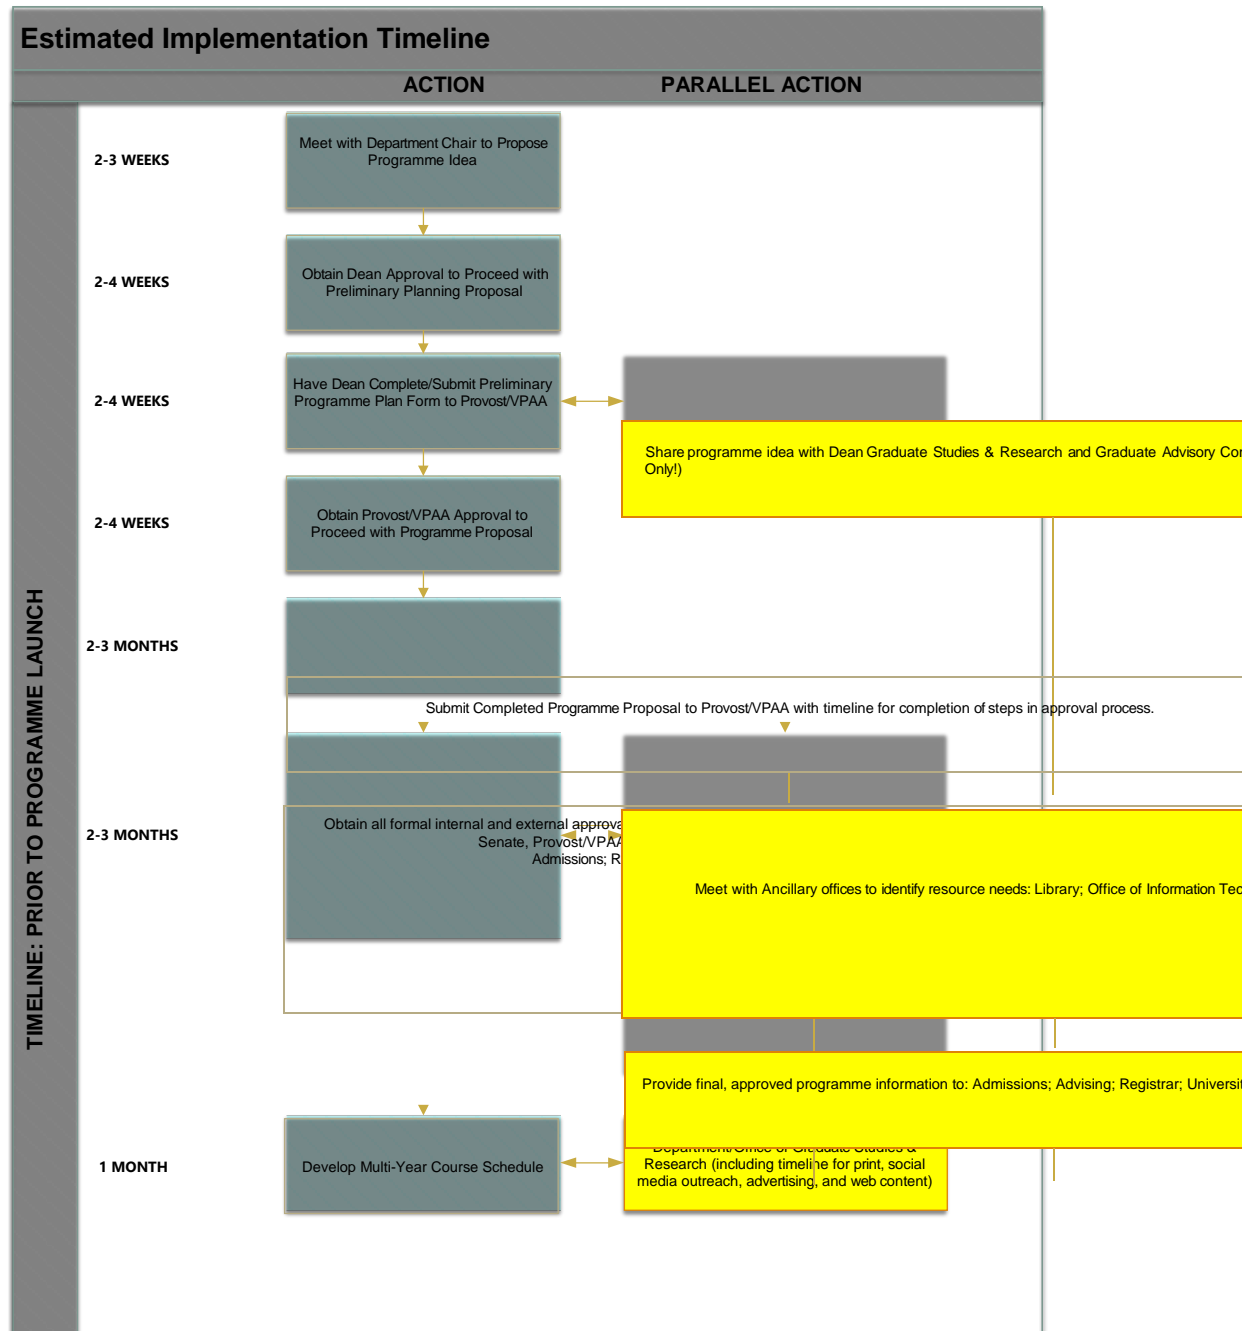 Estimated Implementation Timeline
ACTION
PARALLEL ACTION
TIMELINE: PRIOR TO PROGRAMME LAUNCH
2-3 WEEKS
Meet with Department Chair to Propose
Programme Idea
2-4 WEEKS
Obtain Dean Approval to Proceed with
Preliminary Planning Proposal
2-4 WEEKS
Have Dean Complete/Submit Preliminary
Programme Plan Form to Provost/VPAA
Share programme idea with Dean Graduate Studies & Research and Graduate Advisory
Only!)
2-4 WEEKS
Obtain Provost/VPAA Approval to
Proceed with Programme Proposal
2-3 MONTHS
Submit Completed Programme Proposal to Provost/VPAA with timeline for completion of steps in approval process.
2-3 MONTHS
Obtain all formal internal and external
Senate, Provost/VPAA
Admissions;
Meet with Ancillary offices to identify resource needs: Library; Office of Information
Provide final, approved programme information to: Admissions; Advising; Registrar;
1 MONTH
Develop Multi-Year Course Schedule
Department/Office of Graduate Studies &
Research (including timeline for print, social
media outreach, advertising, and web content)